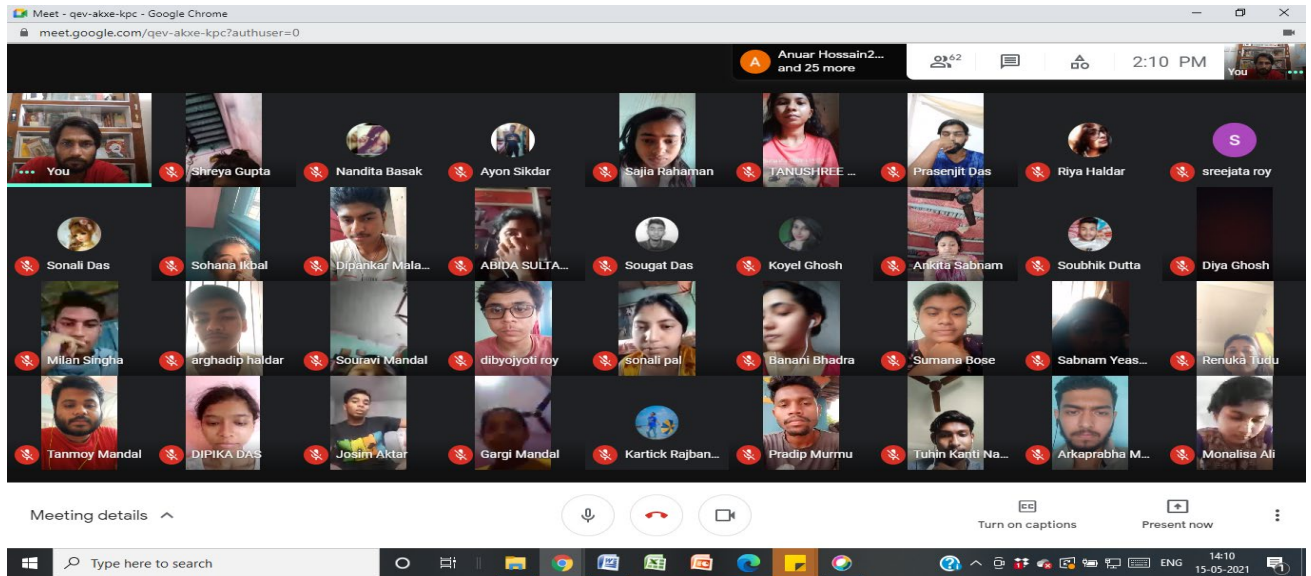 Meet - qev-akxe-kpc - Google Chrome
meet.google.com/qev-akxe-kpc?authuser=0
A Anuar Hossain2...
and 25 more
62
2:10 PM
You
You
Shreya Gupta
Nandita Basak
Ayon Sikdar
Sajia Rahaman
TANUSHREE ...
Prasenjit Das
Riya Haldar
S
sreejata roy
Sonali Das
Sohana Ikbal
Dipankar Mala...
ABIDA SULTA...
Sougat Das
Koyel Ghosh
Ankita Sabnam
Soubhik Dutta
Diya Ghosh
Milan Singha
arghadip haldar
Souravi Mandal
dibyojyoti roy
sonali pal
Banani Bhadra
Sumana Bose
Sabnam Yeas...
Renuka Tudu
Tanmoy Mandal
DIPIKA DAS
Josim Aktar
Gargi Mandal
Kartick Rajban...
Pradip Murmu
Tuhin Kanti Na...
Arkaprabha M...
Monalisa Ali
Meeting details
CC
Turn on captions
Present now
Type here to search
ENG
14:10
15-05-2021
1